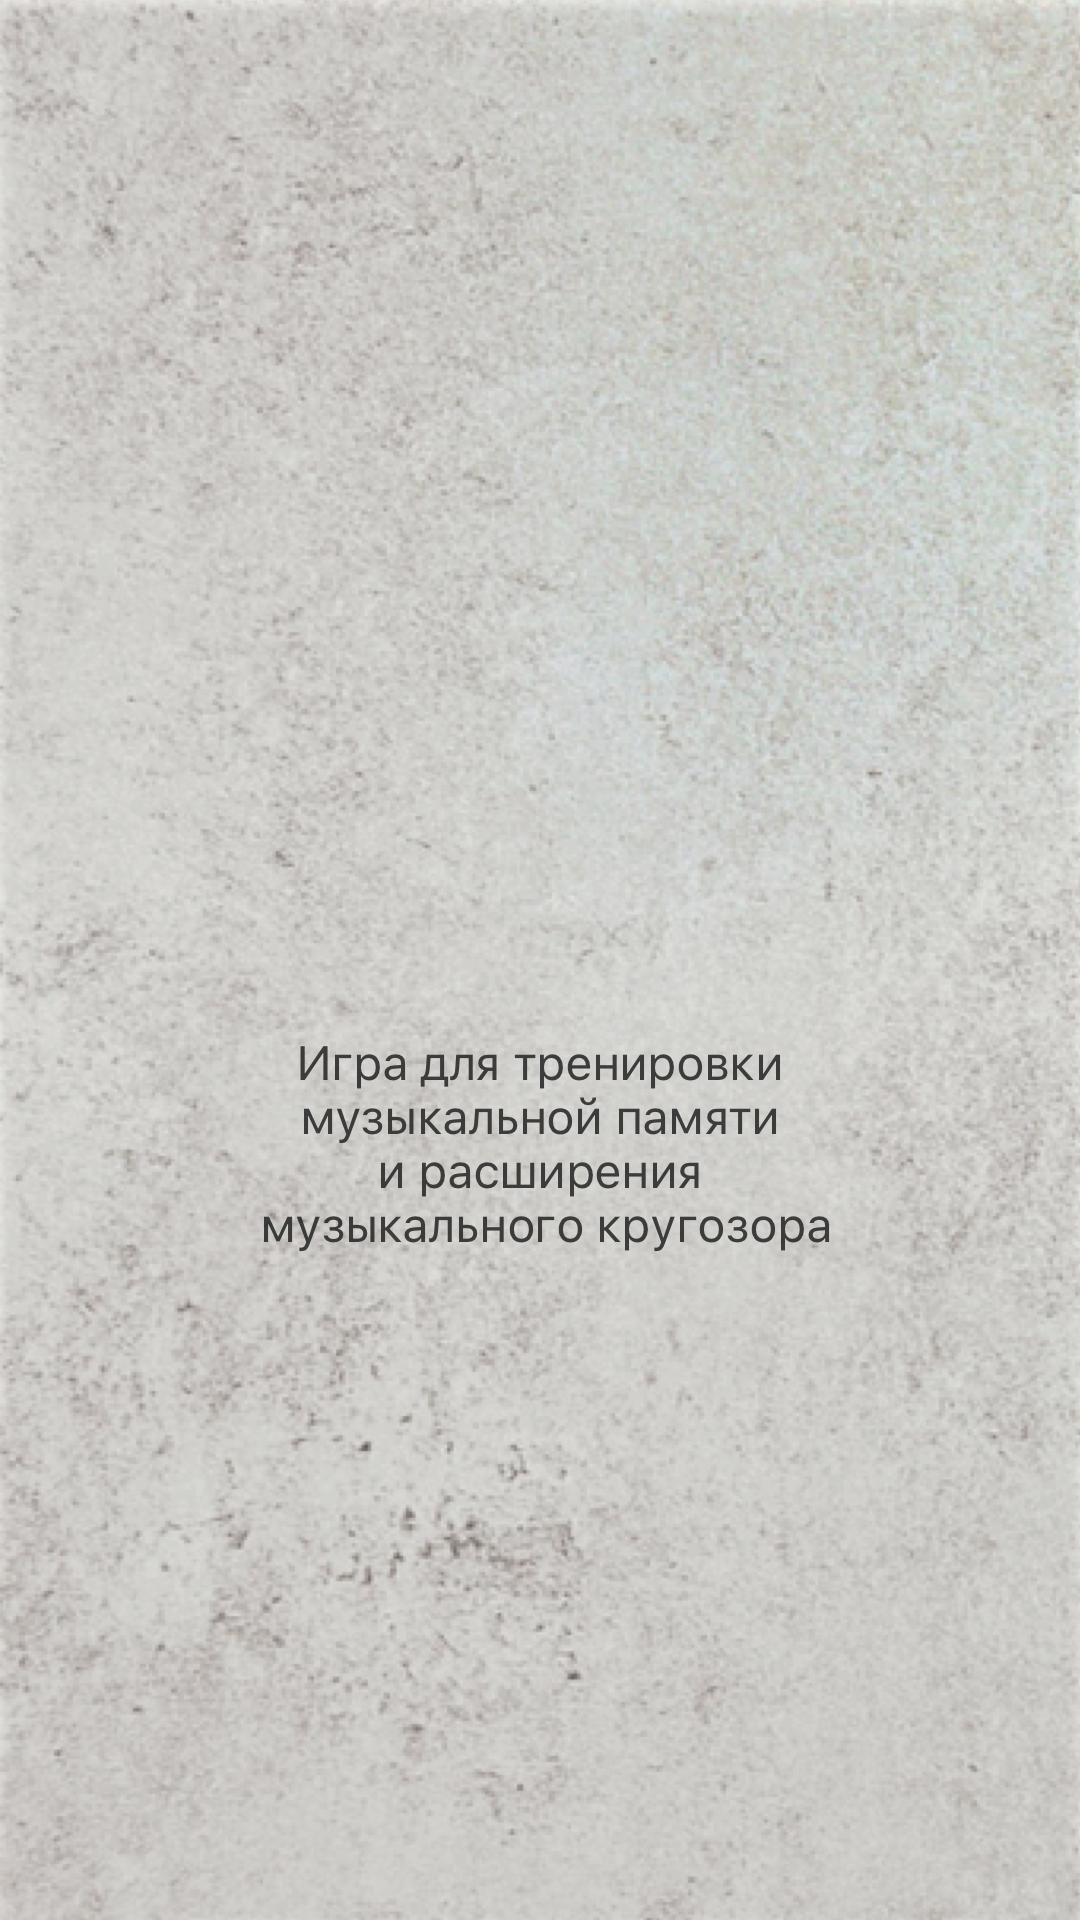 Игра для тренировки
музыкальной памяти
и расширения
музыкального кругозора